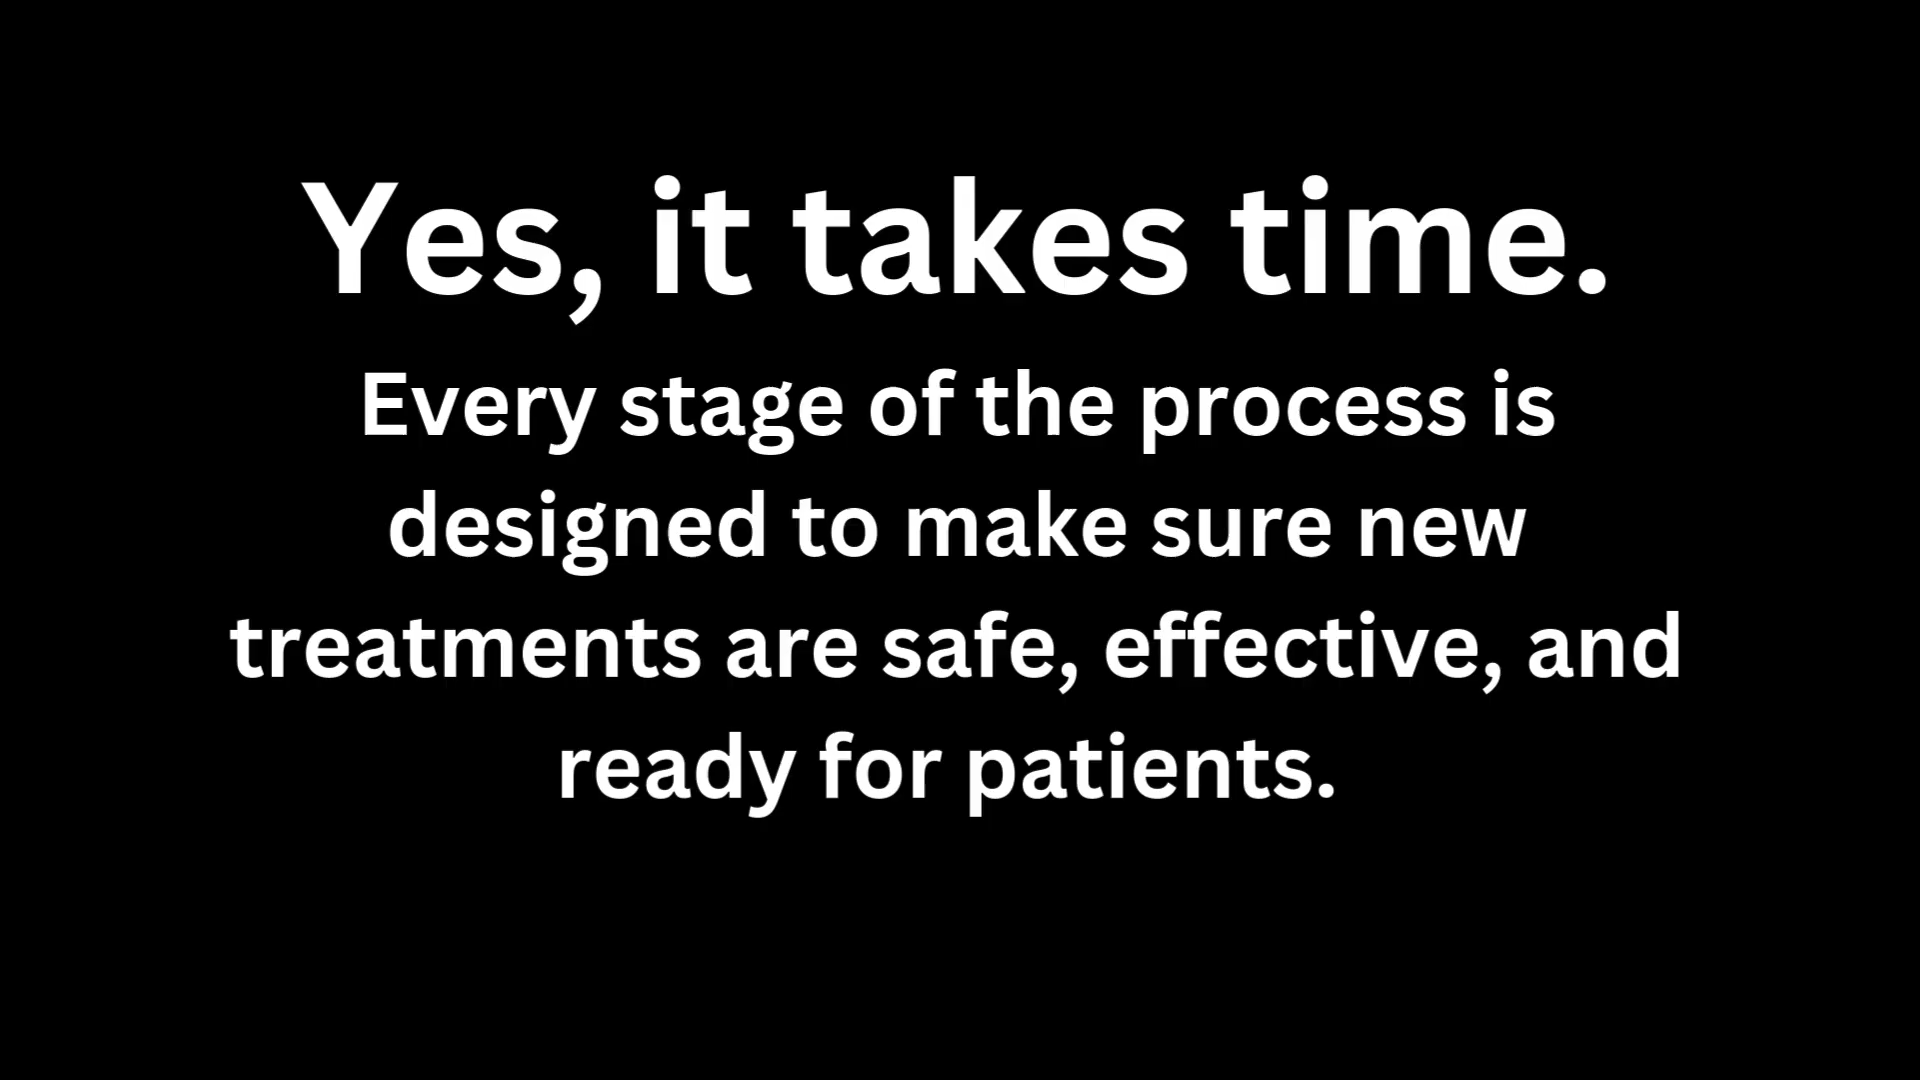 Yes, it takes time.
Every stage of the process is
designed to make sure new
treatments are safe, effective, and
ready for patients.